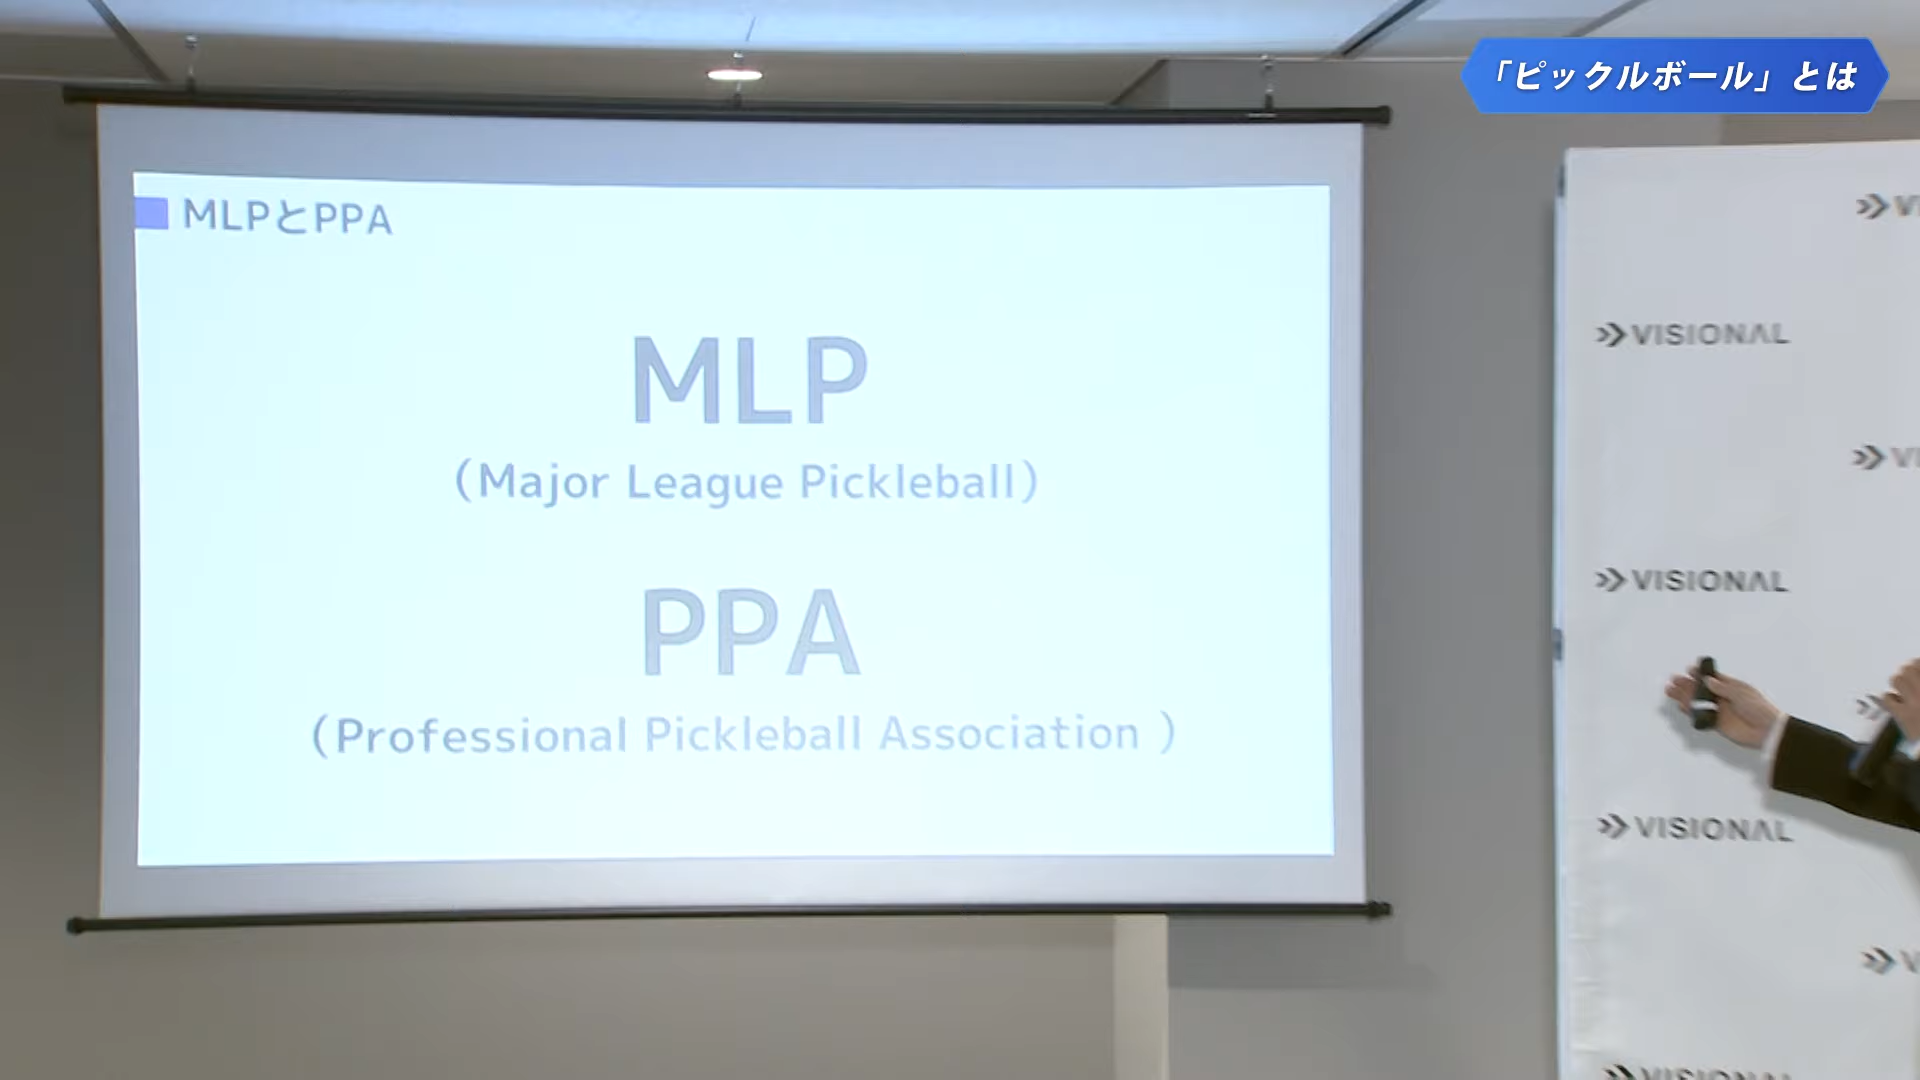 「ピックルボール」とは
MLPとPPA
MLP
(Major League Pickleball)
PPA
(Professional Pickleball Association )
VISIONAL
VISIONAL
VISIONAL
VISIONAL